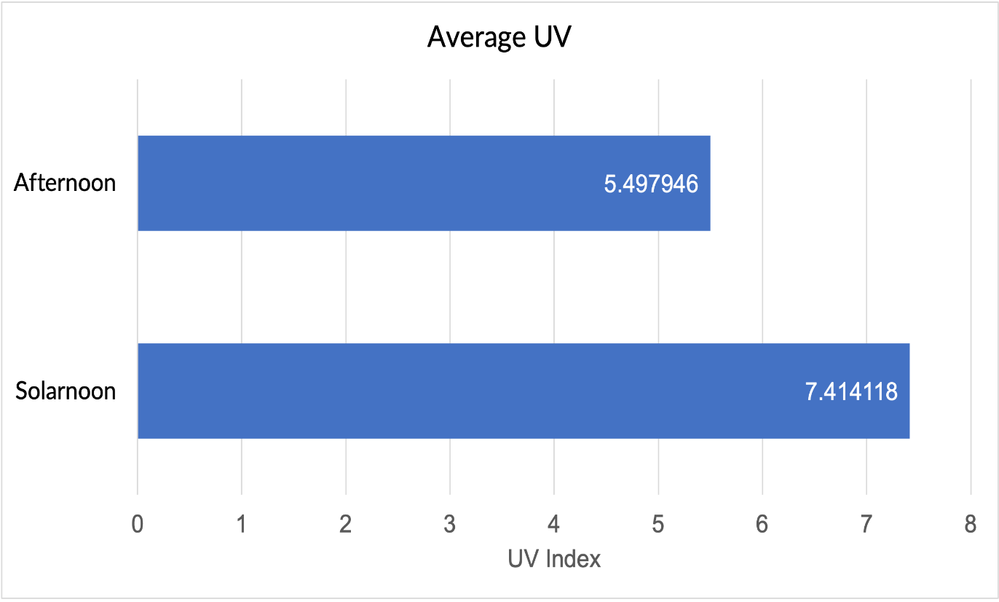 Average UV
Afternoon
5.497946
Solarnoon
7.414118
0 1 2 3 4 5 6 7 8
UV Index